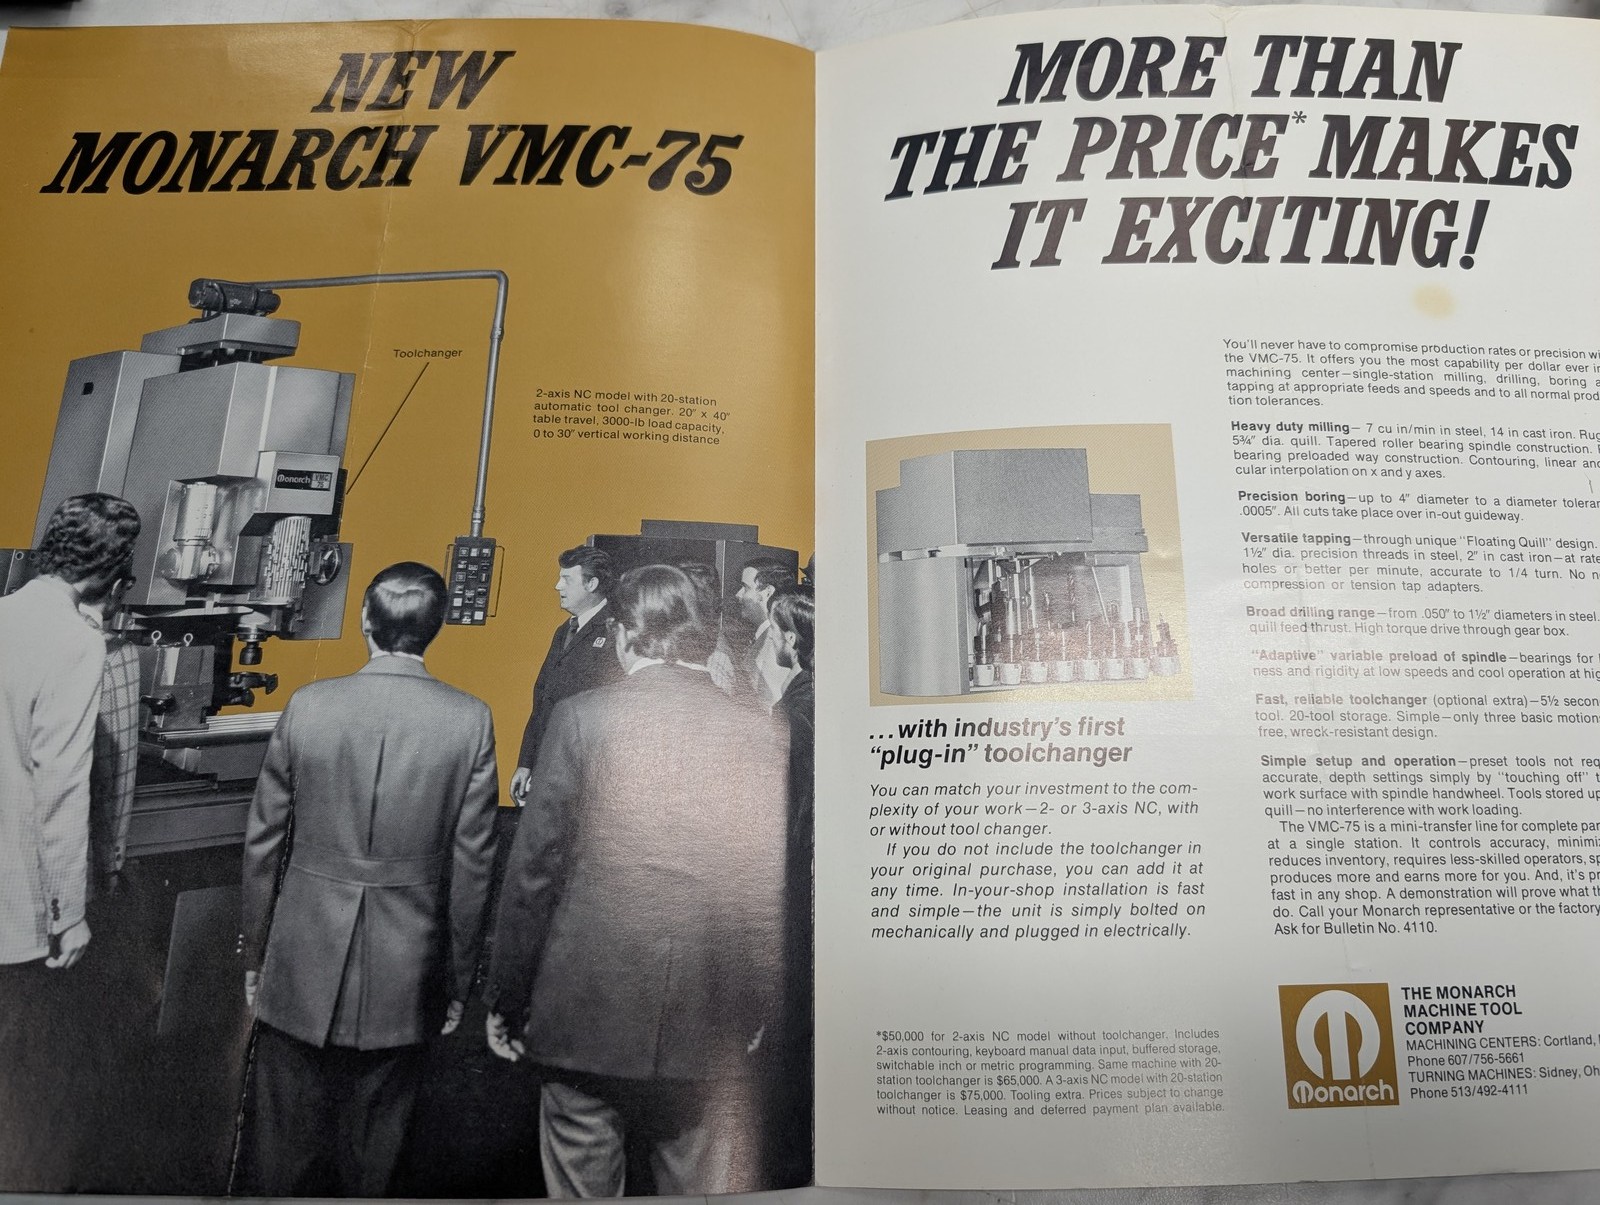 NEW
MONARCH VMC-75
Toolchanger
2-axis NC model with 20-station
automatic tool changer. 20" x 40"
table travel, 3000-lb load capacity,
0 to 30" vertical working distance
monarch VMC 75
MORE THAN
THE PRICE* MAKES
IT EXCITING!
...with industry's first
"plug-in" toolchanger
You can match your investment to the com-
plexity of your work—2- or 3-axis NC, with
or without tool changer.
If you do not include the toolchanger in
your original purchase, you can add it at
any time. In-your-shop installation is fast
and simple—the unit is simply bolted on
mechanically and plugged in electrically.
*$50,000 for 2-axis NC model without toolchanger. Includes
2-axis contouring, keyboard manual data input, buffered storage,
switchable inch or metric programming. Same machine with 20-
station toolchanger is $65,000. A 3-axis NC model with 20-station
toolchanger is $75,000. Tooling extra. Prices subject to change
without notice. Leasing and deferred payment plan available.
You'll never have to compromise production rates or precision wi
the VMC-75. It offers you the most capability per dollar ever in
machining center—single-station milling, drilling, boring a
tapping at appropriate feeds and speeds and to all normal prod
tion tolerances.
Heavy duty milling— 7 cu in/min in steel, 14 in cast iron. Rug
5¾" dia. quill. Tapered roller bearing spindle construction.
bearing preloaded way construction. Contouring, linear and
cular interpolation on x and y axes.
Precision boring—up to 4" diameter to a diameter toleran
.0005". All cuts take place over in-out guideway.
Versatile tapping—through unique "Floating Quill" design.
1½" dia. precision threads in steel, 2" in cast iron—at rate
holes or better per minute, accurate to 1/4 turn. No n
compression or tension tap adapters.
Broad drilling range—from .050" to 1½" diameters in steel.
quill feed thrust. High torque drive through gear box.
"Adaptive" variable preload of spindle—bearings for
ness and rigidity at low speeds and cool operation at hig
Fast, reliable toolchanger (optional extra)—5½ secon
tool. 20-tool storage. Simple—only three basic motion
free, wreck-resistant design.
Simple setup and operation—preset tools not req
accurate, depth settings simply by "touching off" t
work surface with spindle handwheel. Tools stored up
quill—no interference with work loading.
The VMC-75 is a mini-transfer line for complete par
at a single station. It controls accuracy, minimi
reduces inventory, requires less-skilled operators, sp
produces more and earns more for you. And, it's pr
fast in any shop. A demonstration will prove what th
do. Call your Monarch representative or the factory
Ask for Bulletin No. 4110.
monarch
THE MONARCH
MACHINE TOOL
COMPANY
MACHINING CENTERS: Cortland,
Phone 607/756-5661
TURNING MACHINES: Sidney, Oh
Phone 513/492-4111